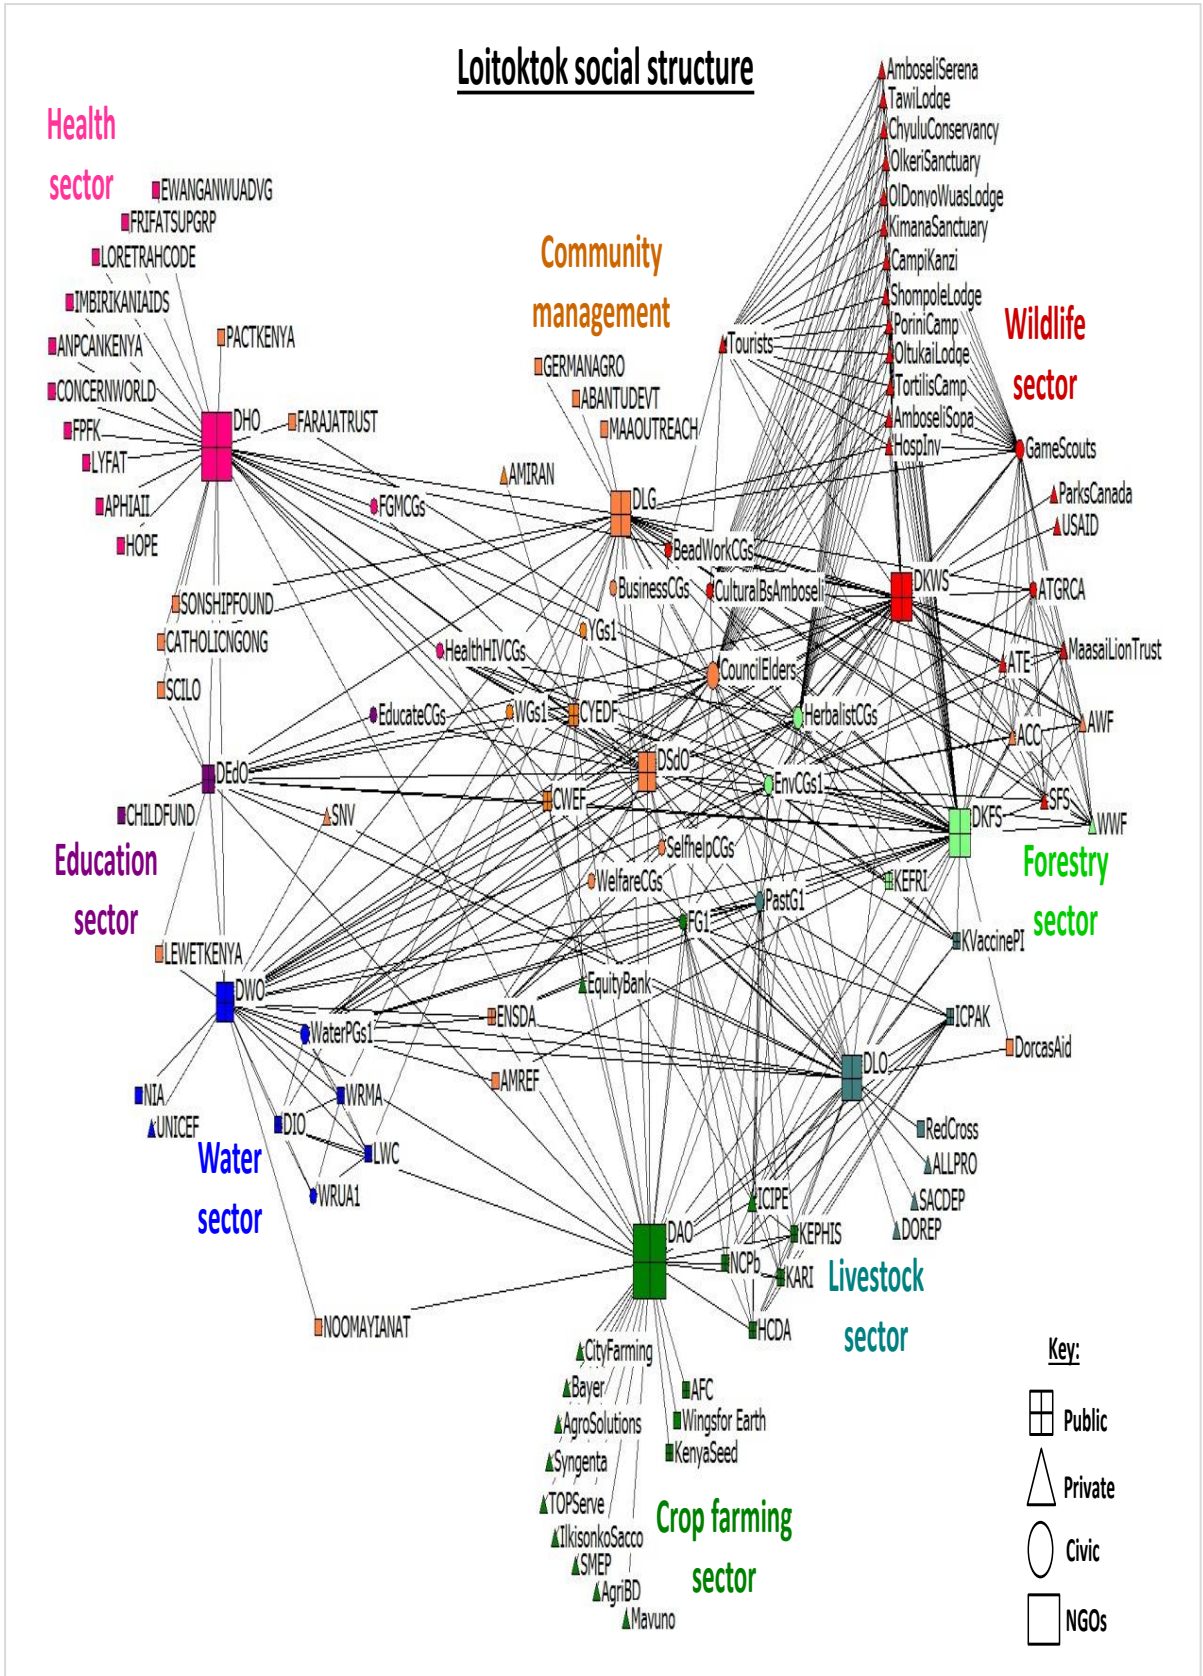 Loitoktok social structure
Health
sector
Community
management
Wildlife
sector
AmboseliSerena
TawiLodge
ChyuluConservancy
OlkeriSanctuary
OlDonyoWuasLodge
KimanaSanctuary
CampiKanzi
ShompoleLodge
PoriniCamp
OltukaiLodge
TortilisCamp
AmboseliSopa
HospInv
Tourists
GameScouts
ParksCanada
USAID
EWANGANWUADVG
FRIFATSUPGRP
LORETRAHCODE
IMBIRIKANIAIDS
PACTKENYA
ANPCANKENYA
CONCERNWORLD
DHO
FARAJATRUST
FPFK
LYFAT
APHIAII
HOPE
FGMCGs
GERMANAGRO
ABANTUDEVT
MAAOUTREACH
AMIRAN
DLG
BeadWorkCGs
BusinessCGs
CulturalBsAmboseli
DKWS
ATGRCA
SONSHIPFOUND
CATHOLICNGONG
SCILO
HealthHIVCGs
YGs1
CouncilElders
ATE
MaasaiLionTrust
EducateCGs
WGs1
CYEDF
HerbalistCGs
ACC
AWF
DEdO
DSdO
CWEF
EnvCGs1
SFS
DKFS
WWF
CHILDFUND
SNV
SelfhelpCGs
Education
sector
Forestry
sector
WelfareCGs
KEFRI
PastG1
FG1
KVaccinePI
LEWETKENYA
DWO
EquityBank
WaterPGs1
ENSDA
ICPAK
DorcasAid
DLO
AMREF
NIA
UNICEF
WRMA
DIO
LWC
WRUA1
Water
sector
RedCross
ALLPRO
SACDEP
DOREP
ICIPE
KEPHIS
DAO
NCPb
KARI
HCDA
Livestock
sector
NOOMAYIANAT
CityFarming
Bayer
AgroSolutions
Syngenta
TOPServe
IlkisonkoSacco
SMEP
AgriBD
Mavuno
AFC
Wingsfor Earth
KenyaSeed
Crop farming
sector
Key:
Public
Private
Civic
NGOs